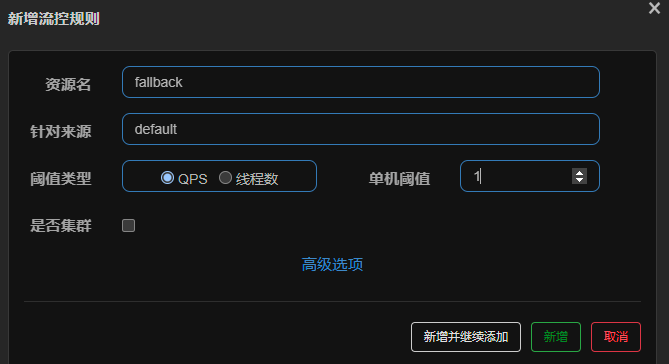 新增流控规则
资源名 fallback
针对来源 default
阈值类型 QPS 线程数 单机阈值 1
是否集群
高级选项
新增并继续添加 新增 取消